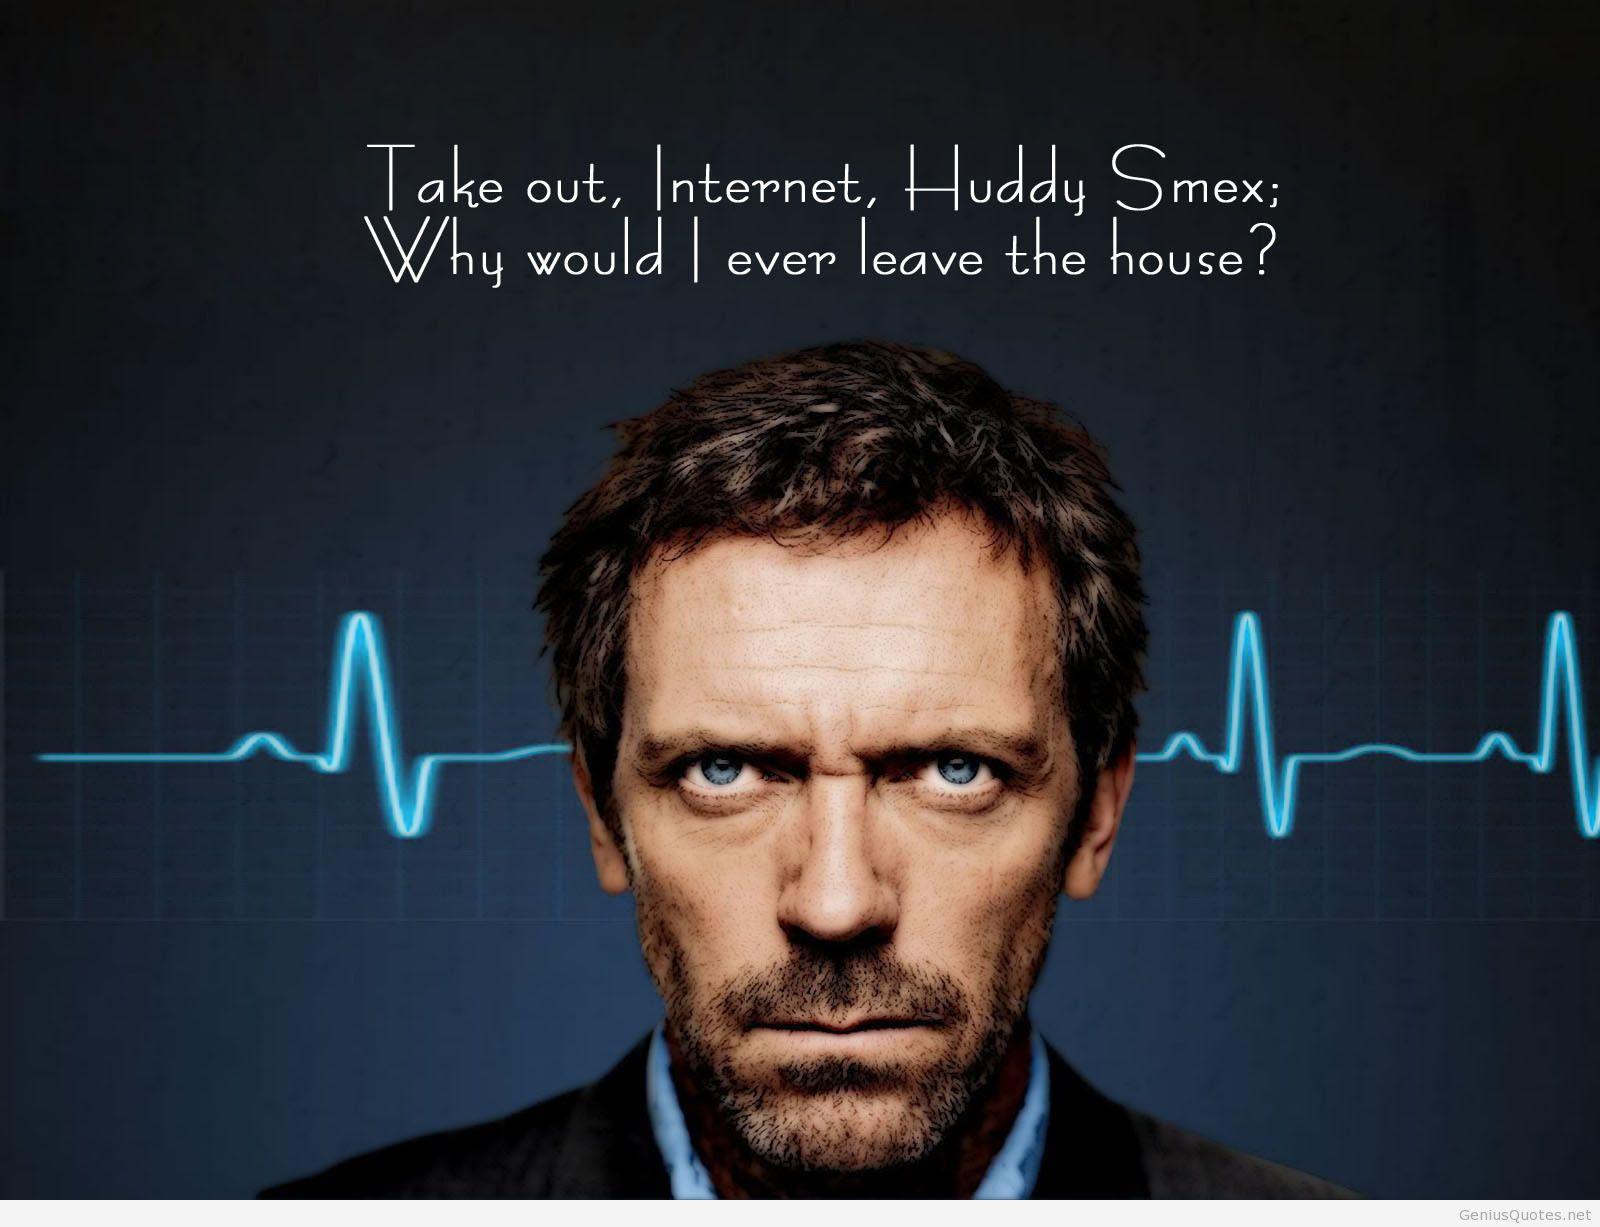 Take out, Internet, Huddy Smex;
Why would I ever leave the house?
GeniusQuotes.net